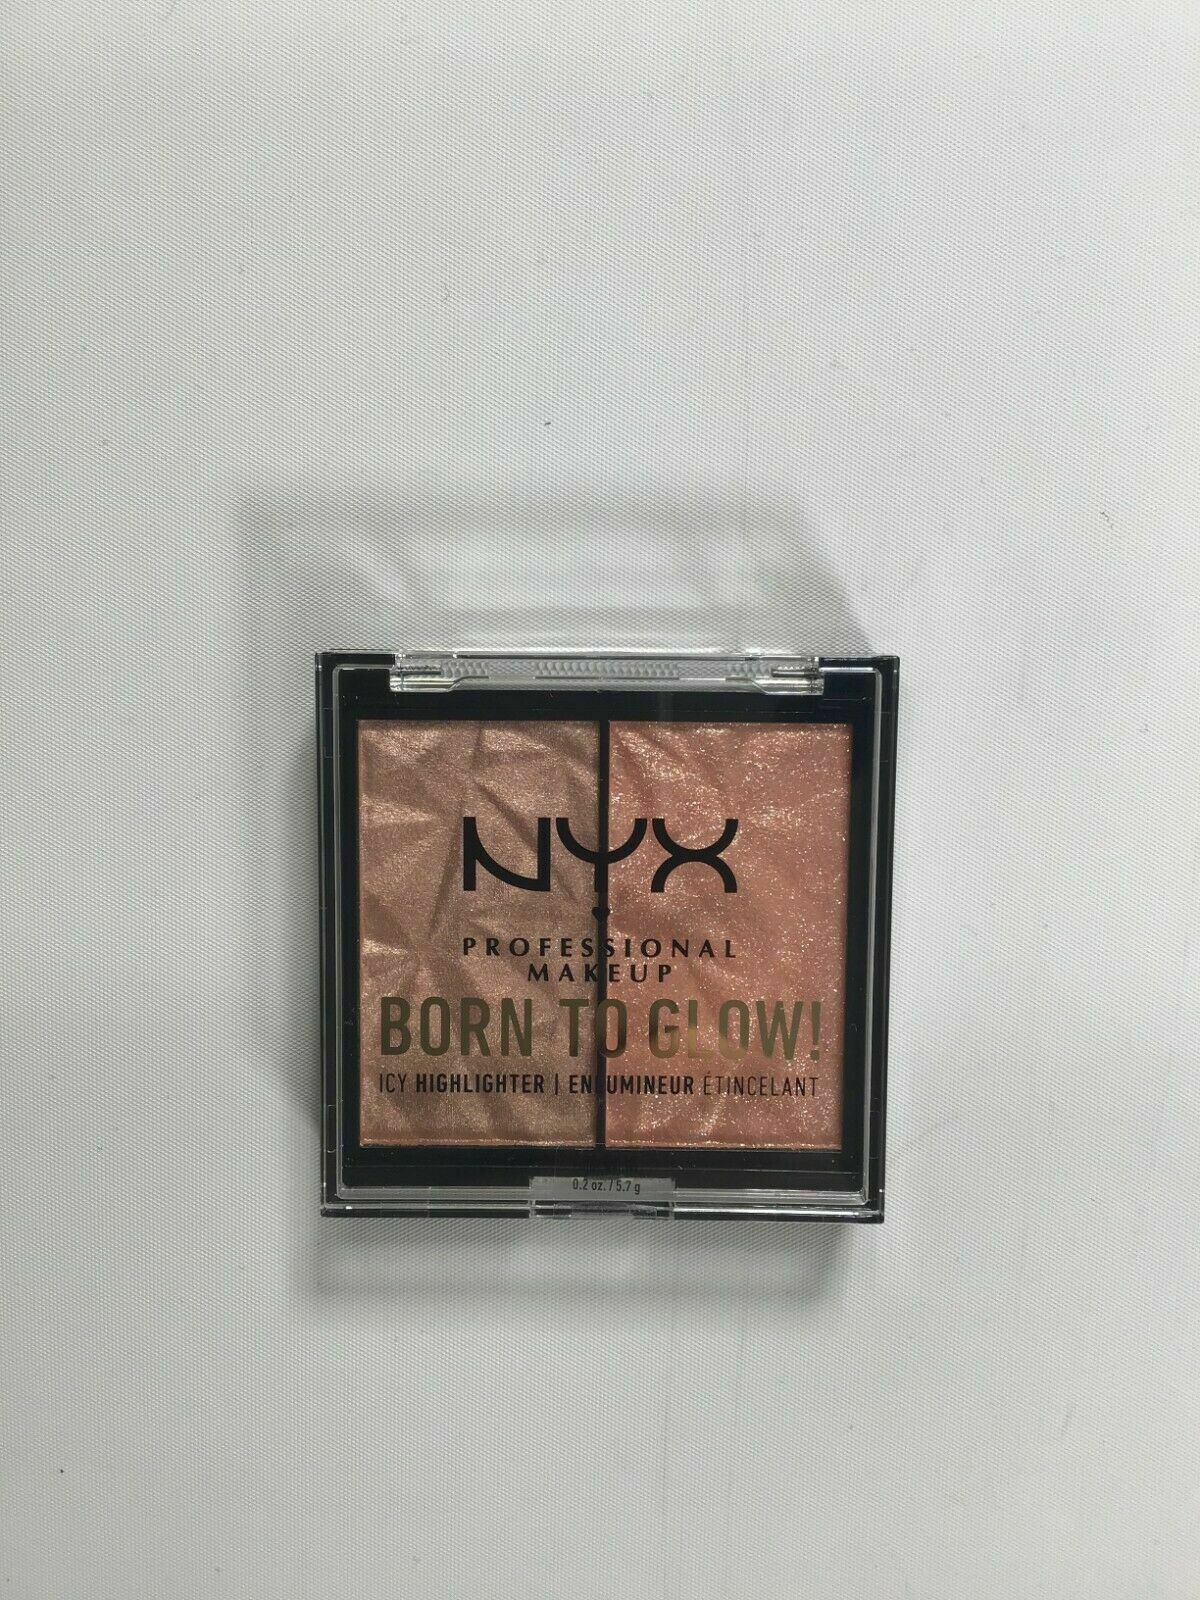 NYX
PROFESSIONAL
MAKEUP
BORN TO GLOW!
ICY HIGHLIGHTER | ENLUMINEUR ÉTINCELANT
0.2 oz. / 5.7 g